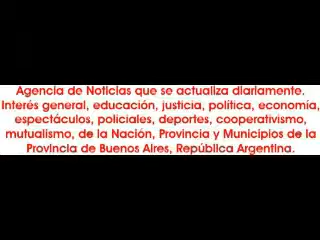 Agencia de Noticias que se actualiza diariamente.
Interés general, educación, justicia, política, economía,
espectáculos, policiales, deportes, cooperativismo,
mutualismo, de la Nación, Provincia y Municipios de la
Provincia de Buenos Aires, República Argentina.